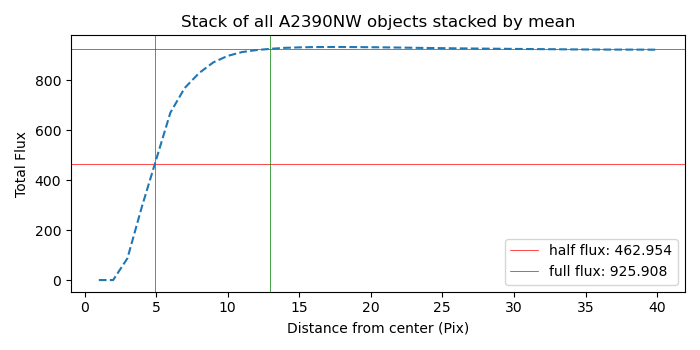 Stack of all A2390NW objects stacked by mean
Total Flux
800
600
400
200
0
half flux: 462.954
full flux: 925.908
0 5 10 15 20 25 30 35 40
Distance from center (Pix)